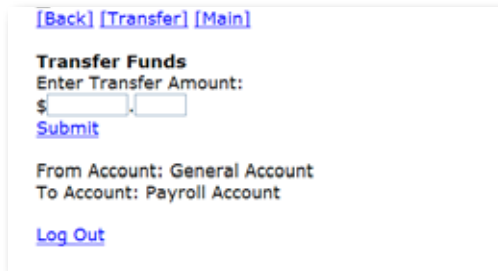 [Back] [Transfer] [Main]
Transfer Funds
Enter Transfer Amount:
$ .
Submit
From Account: General Account
To Account: Payroll Account
Log Out